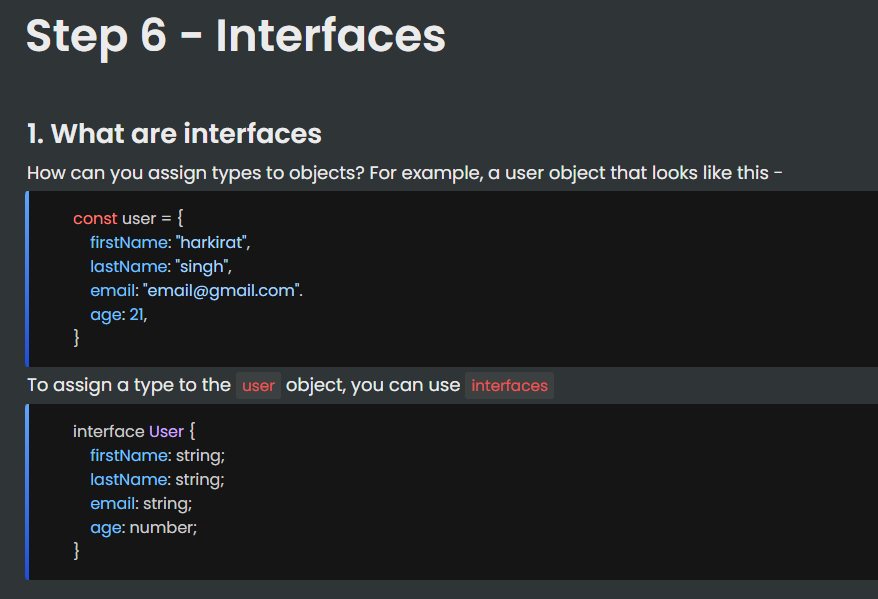 Step 6 - Interfaces
1. What are interfaces
How can you assign types to objects? For example, a user object that looks like this -
const user = {
firstName: "harkirat",
lastName: "singh",
email: "email@gmail.com".
age: 21,
}
To assign a type to the user object, you can use interfaces
interface User {
firstName: string;
lastName: string;
email: string;
age: number;
}